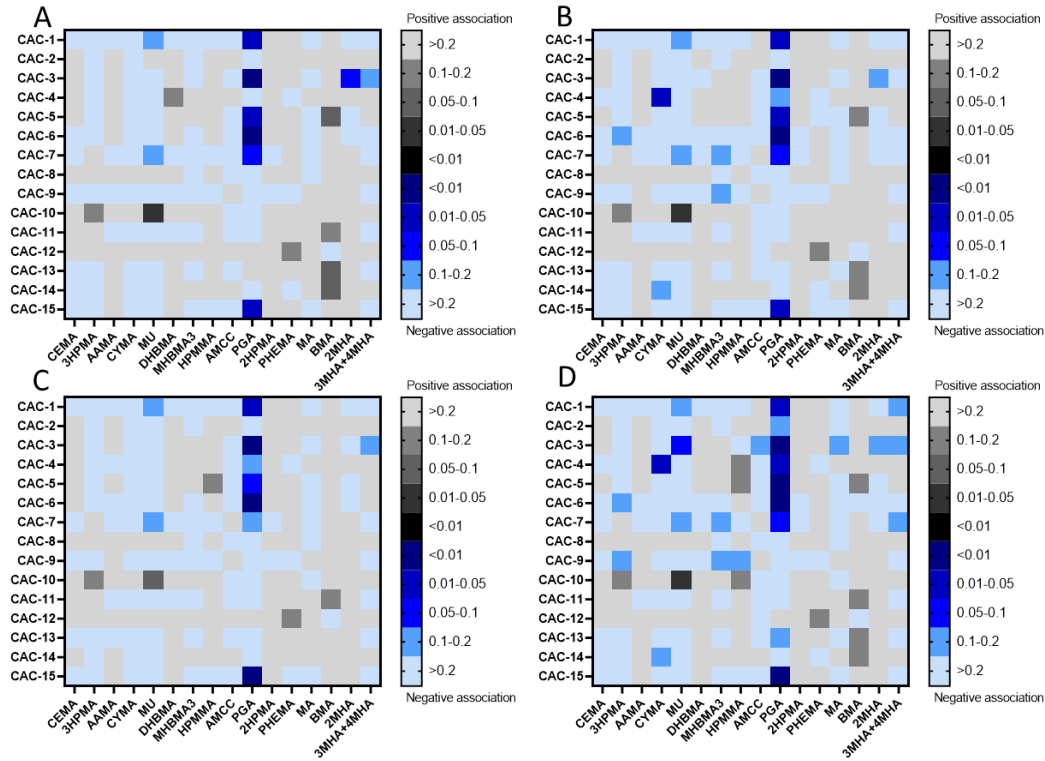 A
Positive association
CAC-1
CAC-2
CAC-3
CAC-4
CAC-5
CAC-6
CAC-7
CAC-8
CAC-9
CAC-10
CAC-11
CAC-12
CAC-13
CAC-14
CAC-15
CEMA
3HPMA
AAMA
CYMA
MU
DHBMA
MHBMA3
HPMMA
AMCC
PGA
2HPMA
PHEMA
MA
BMA
2MHA
3MHA+4MHA
>0.2
0.1-0.2
0.05-0.1
0.01-0.05
<0.01
<0.01
0.01-0.05
0.05-0.1
0.1-0.2
>0.2
Negative association
B
Positive association
CAC-1
CAC-2
CAC-3
CAC-4
CAC-5
CAC-6
CAC-7
CAC-8
CAC-9
CAC-10
CAC-11
CAC-12
CAC-13
CAC-14
CAC-15
CEMA
3HPMA
AAMA
CYMA
MU
DHBMA
MHBMA3
HPMMA
AMCC
PGA
2HPMA
PHEMA
MA
BMA
2MHA
3MHA+4MHA
>0.2
0.1-0.2
0.05-0.1
0.01-0.05
<0.01
<0.01
0.01-0.05
0.05-0.1
0.1-0.2
>0.2
Negative association
C
Positive association
CAC-1
CAC-2
CAC-3
CAC-4
CAC-5
CAC-6
CAC-7
CAC-8
CAC-9
CAC-10
CAC-11
CAC-12
CAC-13
CAC-14
CAC-15
CEMA
3HPMA
AAMA
CYMA
MU
DHBMA
MHBMA3
HPMMA
AMCC
PGA
2HPMA
PHEMA
MA
BMA
2MHA
3MHA+4MHA
>0.2
0.1-0.2
0.05-0.1
0.01-0.05
<0.01
<0.01
0.01-0.05
0.05-0.1
0.1-0.2
>0.2
Negative association
D
Positive association
CAC-1
CAC-2
CAC-3
CAC-4
CAC-5
CAC-6
CAC-7
CAC-8
CAC-9
CAC-10
CAC-11
CAC-12
CAC-13
CAC-14
CAC-15
CEMA
3HPMA
AAMA
CYMA
MU
DHBMA
MHBMA3
HPMMA
AMCC
PGA
2HPMA
PHEMA
MA
BMA
2MHA
3MHA+4MHA
>0.2
0.1-0.2
0.05-0.1
0.01-0.05
<0.01
<0.01
0.01-0.05
0.05-0.1
0.1-0.2
>0.2
Negative association